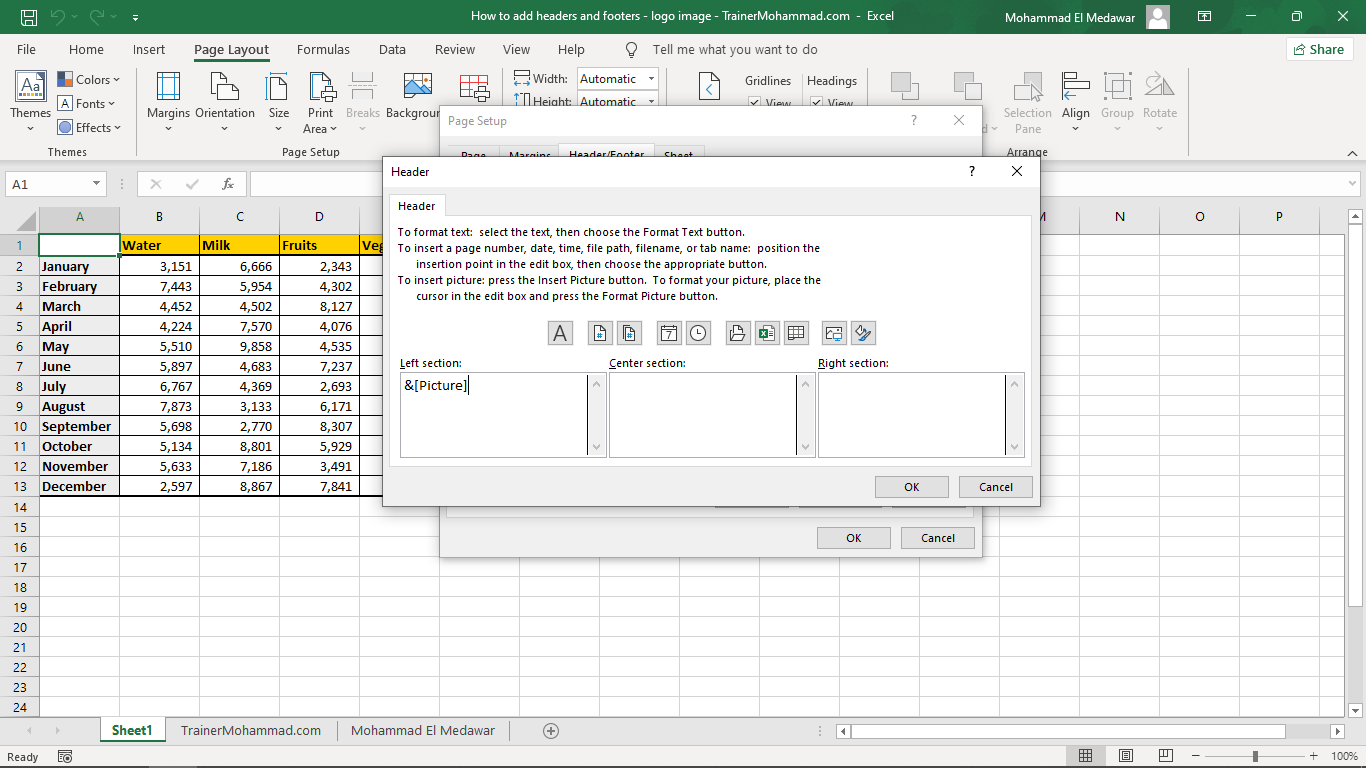 How to add headers and footers - logo image - TrainerMohammad.com - Excel
Mohammad El Medawar
File Home Insert Page Layout Formulas Data Review View Help Tell me what you want to do Share
Themes Colors Fonts Effects
Margins Orientation Size Print Area Breaks
Width: Automatic
Height: Automatic
Gridlines View
Headings View
Selection Pane Align Group Rotate
Themes Page Setup Arrange
Page Setup ?
Page Margins Header/Footer Sheet
A1 fx
Header ?
Header
To format text: select the text, then choose the Format Text button.
To insert a page number, date, time, file path, filename, or tab name: position the
insertion point in the edit box, then choose the appropriate button.
To insert picture: press the Insert Picture button. To format your picture, place the
cursor in the edit box and press the Format Picture button.
A # # 7
Left section: Center section: Right section:
&[Picture]
OK Cancel
OK Cancel
A B C D N O P
1 Water Milk Fruits
2 January 3,151 6,666 2,343
3 February 7,443 5,954 4,302
4 March 4,452 4,502 8,127
5 April 4,224 7,570 4,076
6 May 5,510 9,858 4,535
7 June 5,897 4,683 7,237
8 July 6,767 4,369 2,693
9 August 7,873 3,133 6,171
10 September 5,698 2,770 8,307
11 October 5,134 8,801 5,929
12 November 5,633 7,186 3,491
13 December 2,597 8,867 7,841
14
15
16
17
18
19
20
21
22
23
24
Sheet1 TrainerMohammad.com Mohammad El Medawar
Ready 100%